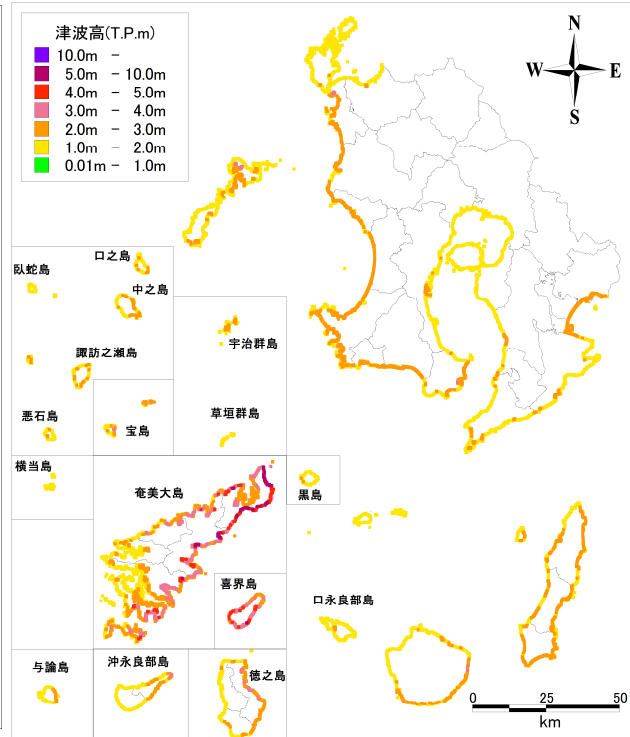 津波高(T.P.m)
10.0m -
5.0m - 10.0m
4.0m - 5.0m
3.0m - 4.0m
2.0m - 3.0m
1.0m - 2.0m
0.01m - 1.0m
N
W E
S
口之島
臥蛇島
中之島
宇治群島
諏訪之瀬島
悪石島
宝島
草垣群島
横当島
奄美大島
黒島
喜界島
口永良部島
与論島
沖永良部島
徳之島
0 25 50
km